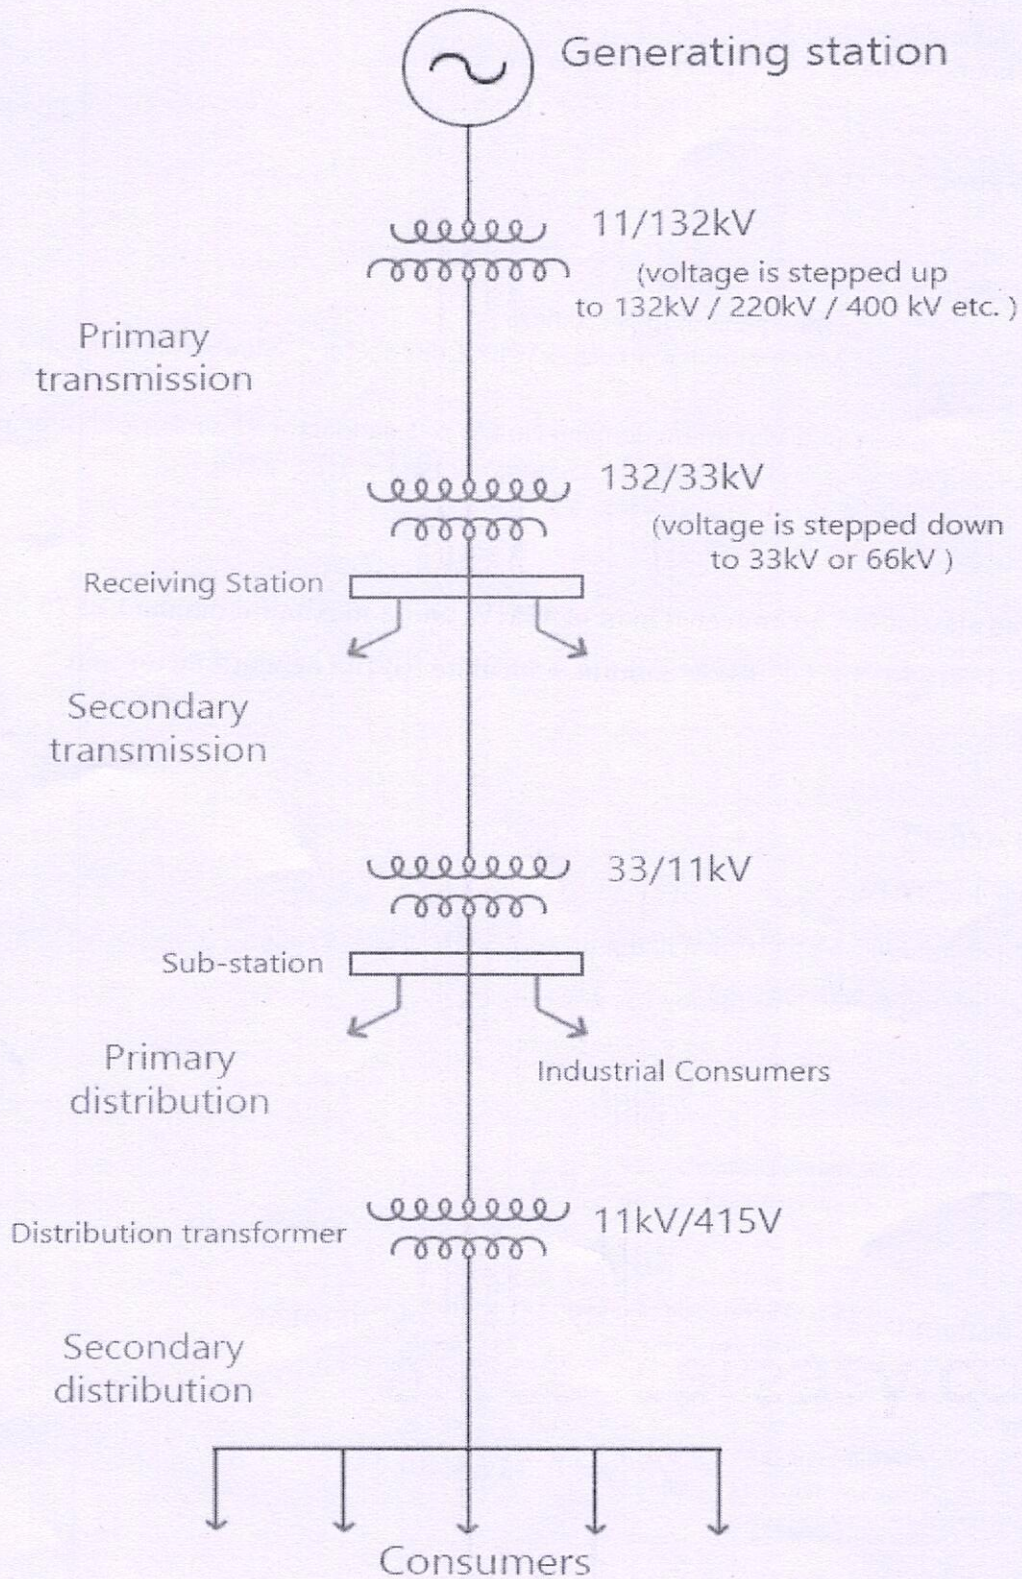 Generating station
11/132kV
(voltage is stepped up
to 132kV / 220kV / 400 kV etc. )
Primary
transmission
132/33kV
(voltage is stepped down
to 33kV or 66kV )
Receiving Station
Secondary
transmission
33/11kV
Sub-station
Primary
distribution
Industrial Consumers
Distribution transformer
11kV/415V
Secondary
distribution
Consumers